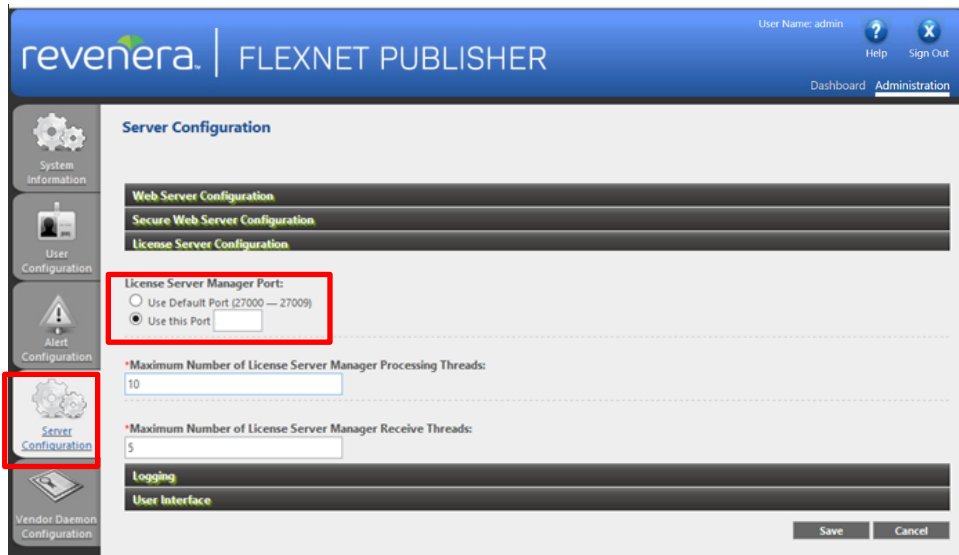 User Name: admin
?
X
Help
Sign Out
revenera. FLEXNET PUBLISHER
Dashboard Administration
System
Information
User
Configuration
Alert
Configuration
Server
Configuration
Vendor Daemon
Configuration
Server Configuration
Web Server Configuration
Secure Web Server Configuration
License Server Configuration
License Server Manager Port:
Use Default Port (27000 — 27009)
Use this Port
*Maximum Number of License Server Manager Processing Threads:
10
*Maximum Number of License Server Manager Receive Threads:
5
Logging
User Interface
Save Cancel